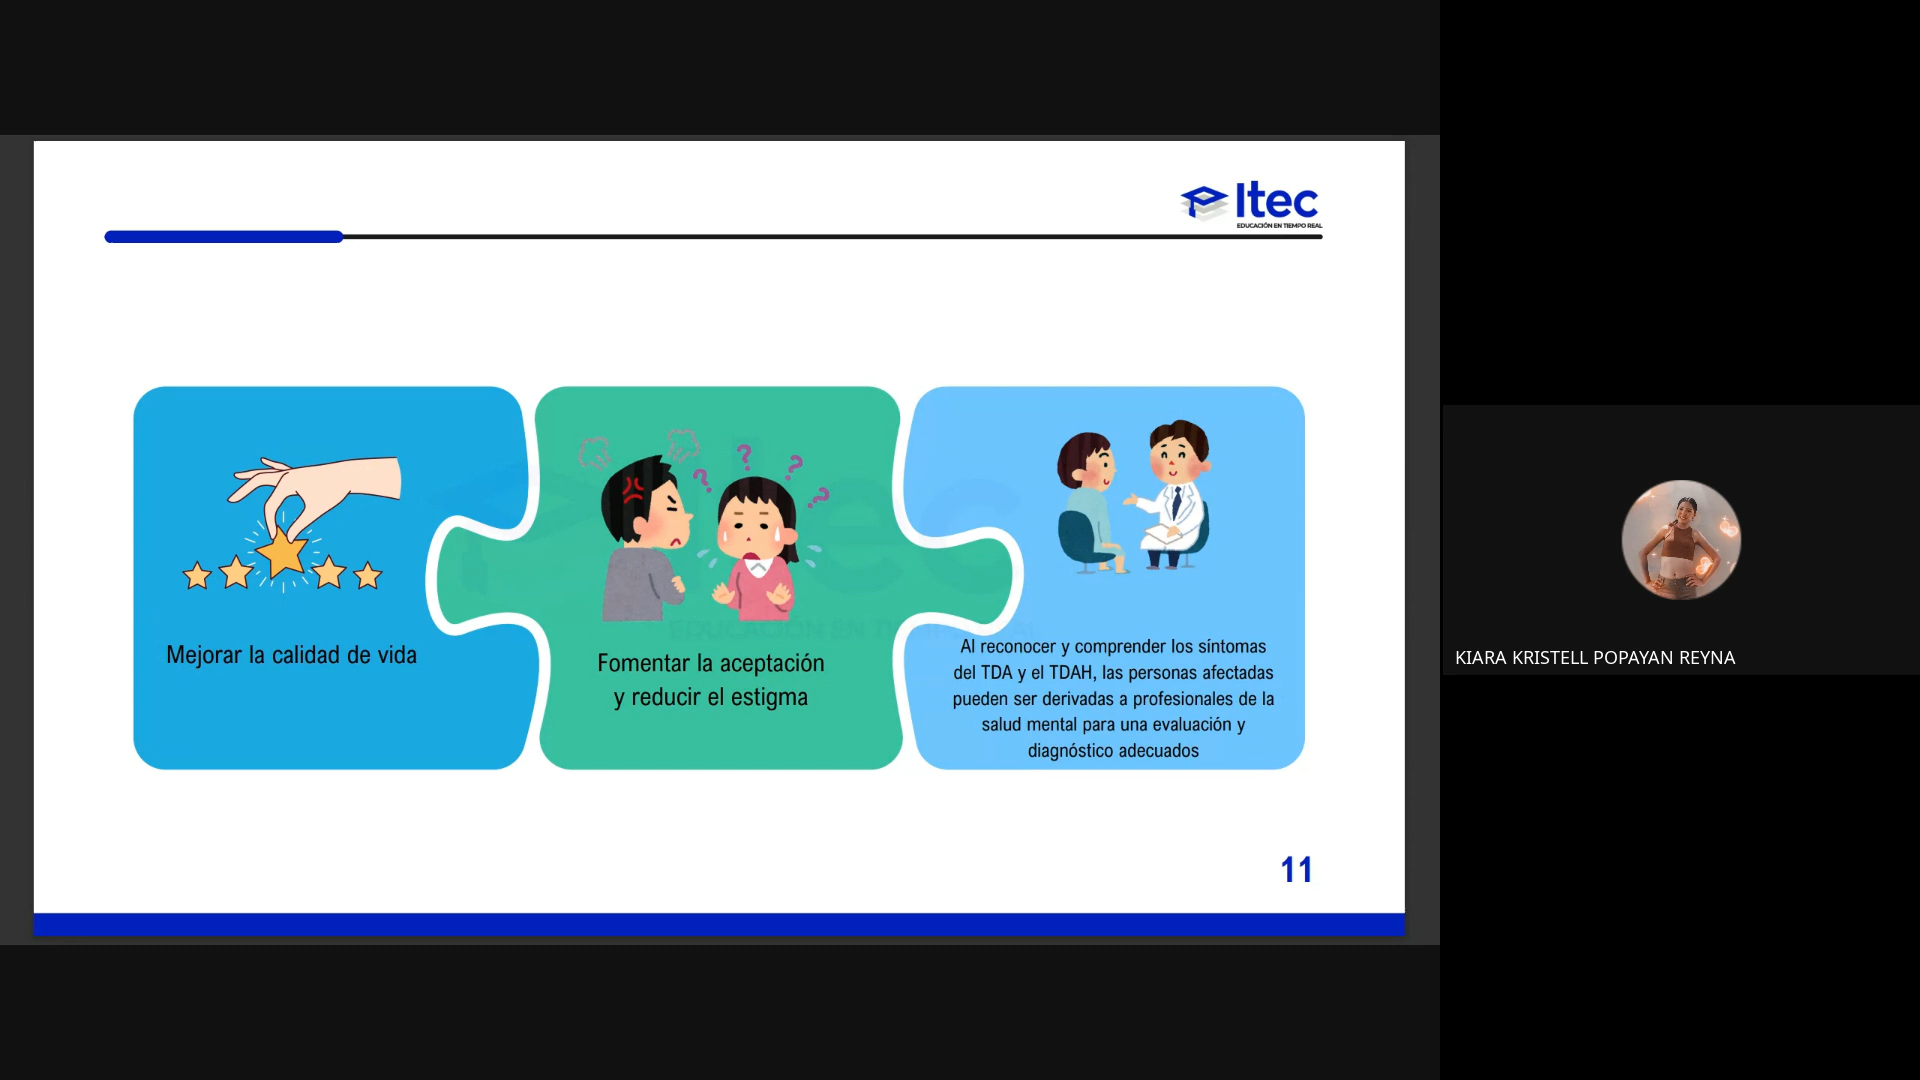 Itec
EDUCACIÓN EN TIEMPO REAL
Mejorar la calidad de vida
Fomentar la aceptación
y reducir el estigma
Al reconocer y comprender los síntomas
del TDA y el TDAH, las personas afectadas
pueden ser derivadas a profesionales de la
salud mental para una evaluación y
diagnóstico adecuados
11
KIARA KRISTELL POPAYAN REYNA